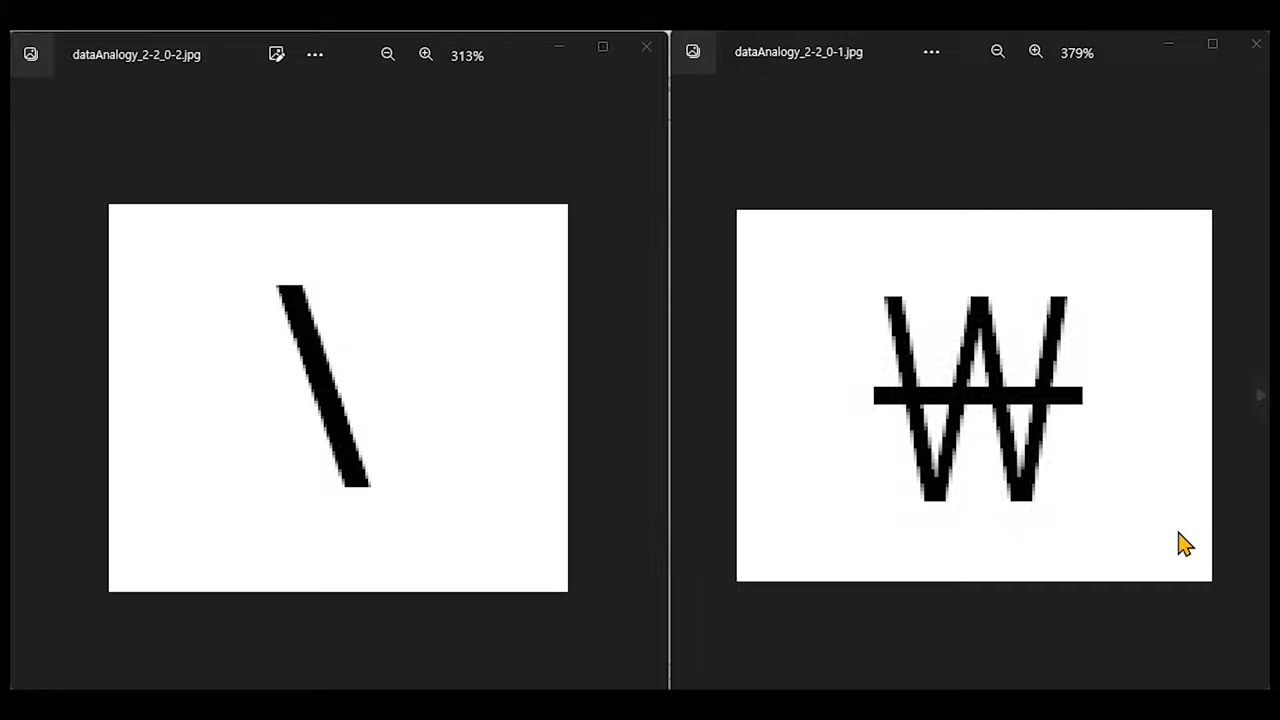 dataAnalogy_2-2_0-2.jpg
313%
dataAnalogy_2-2_0-1.jpg
379%
\
₩